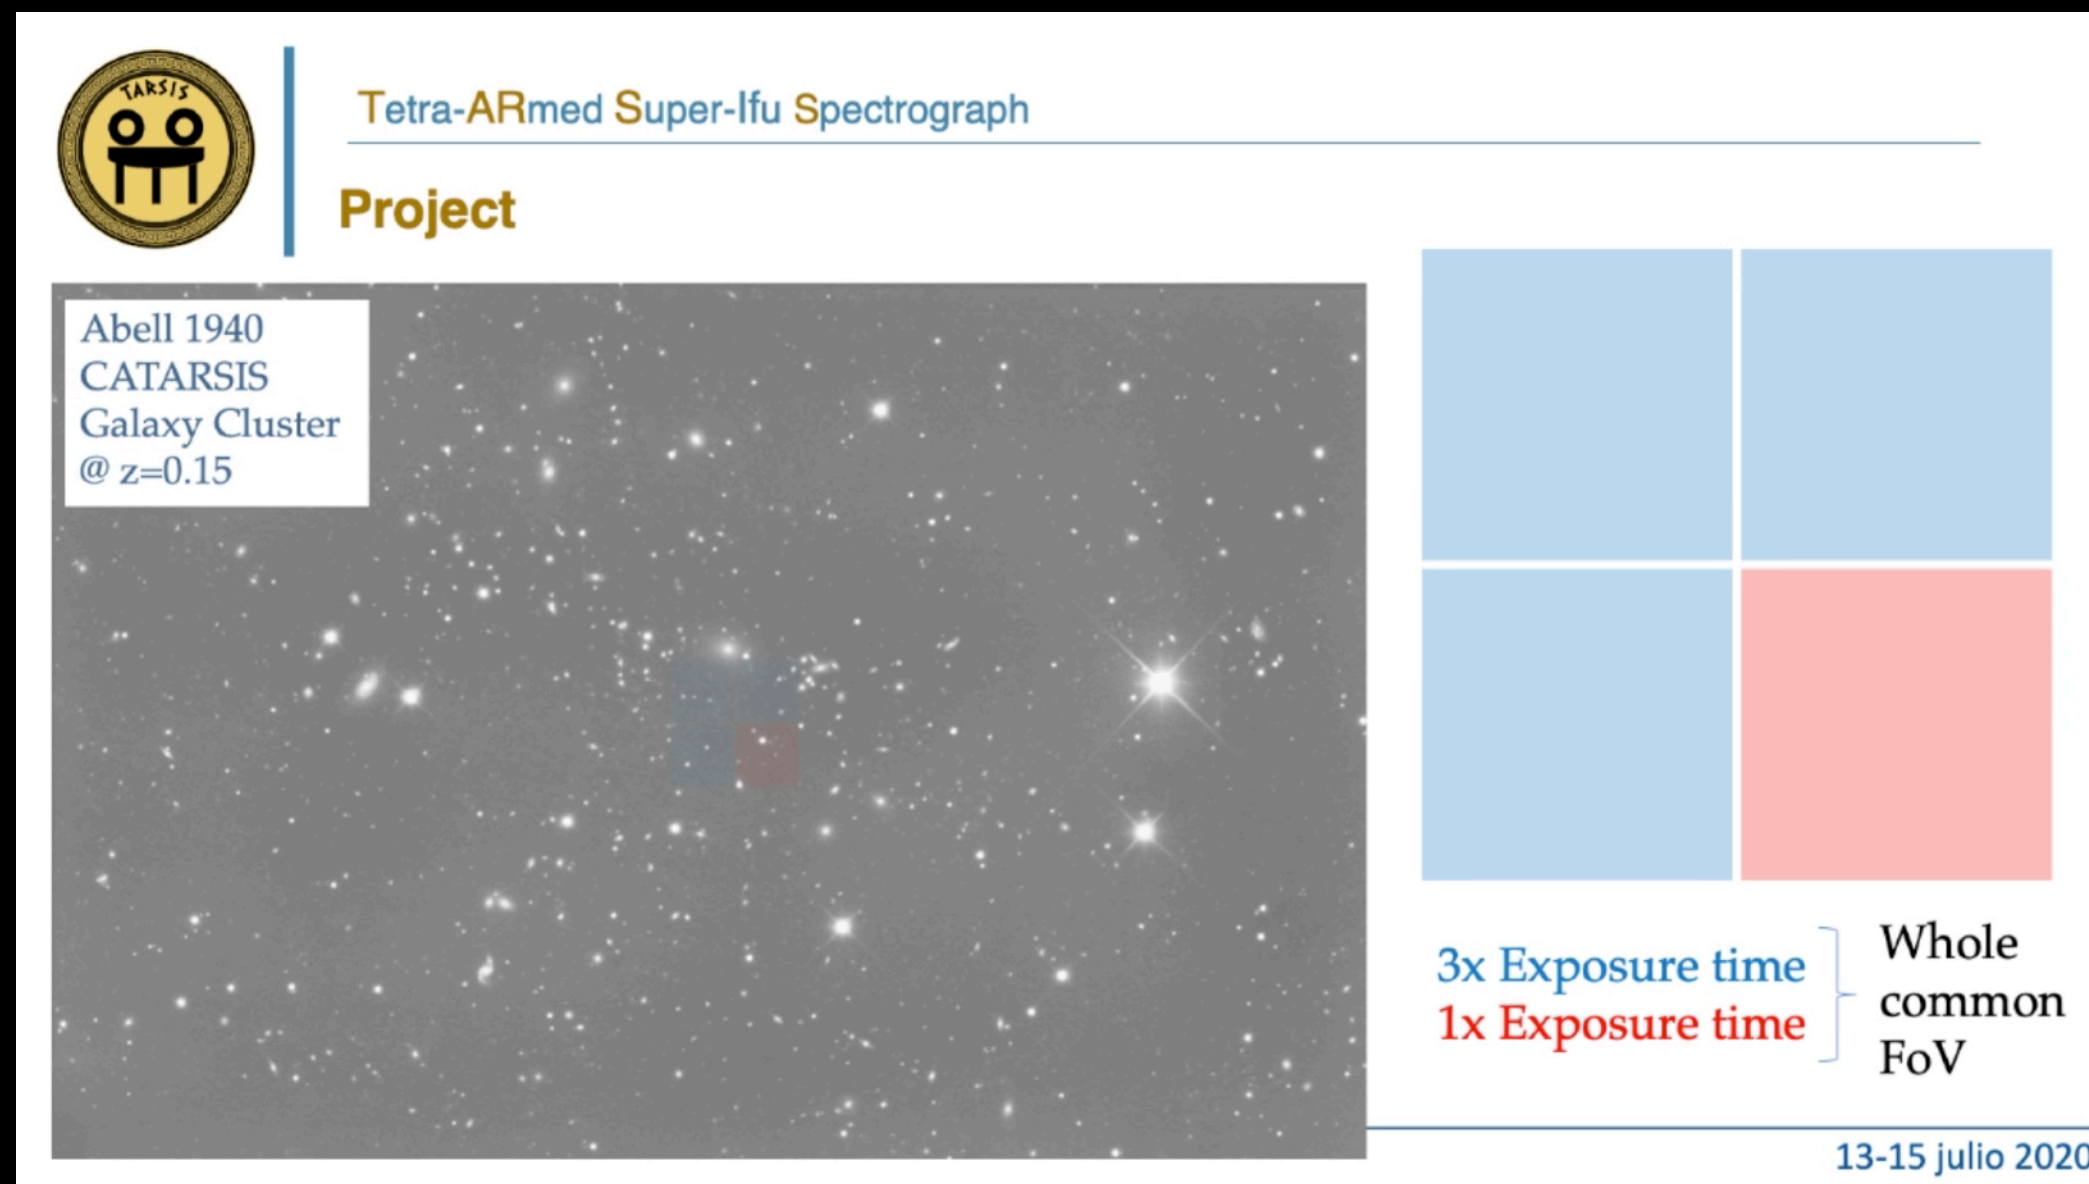 TARSIS
Tetra-ARmed Super-Ifu Spectrograph
Project
Abell 1940
CATARSIS
Galaxy Cluster
@ z=0.15
3x Exposure time
1x Exposure time
Whole
common
FoV
13-15 julio 2020